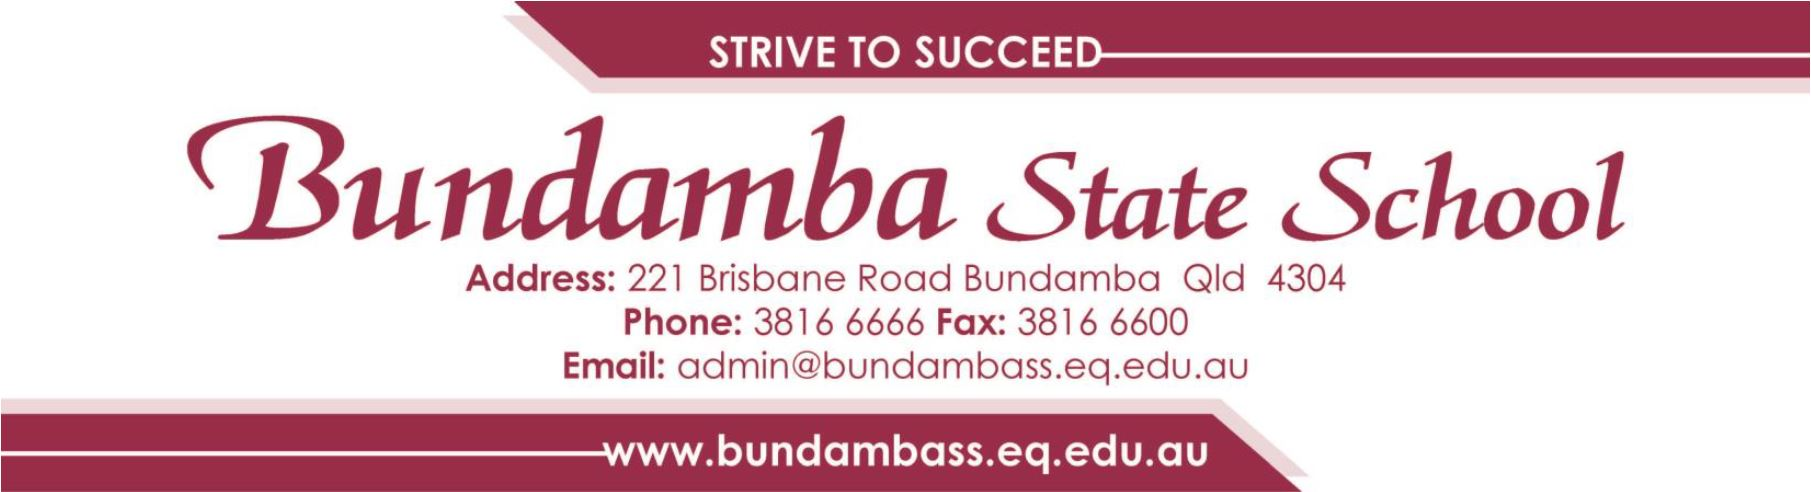 STRIVE TO SUCCEED
Bundamba State School
Address: 221 Brisbane Road Bundamba Qld 4304
Phone: 3816 6666 Fax: 3816 6600
Email: admin@bundambass.eq.edu.au
www.bundambass.eq.edu.au